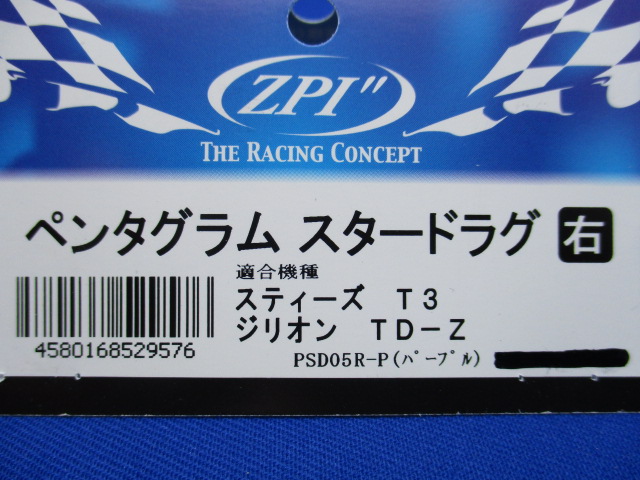 ZPI"
THE RACING CONCEPT
ペンタグラム スタードラグ 右
適合機種
スティーズ T3
ジリオン TD-Z
4580168529576
PSD05R-P(パープル)